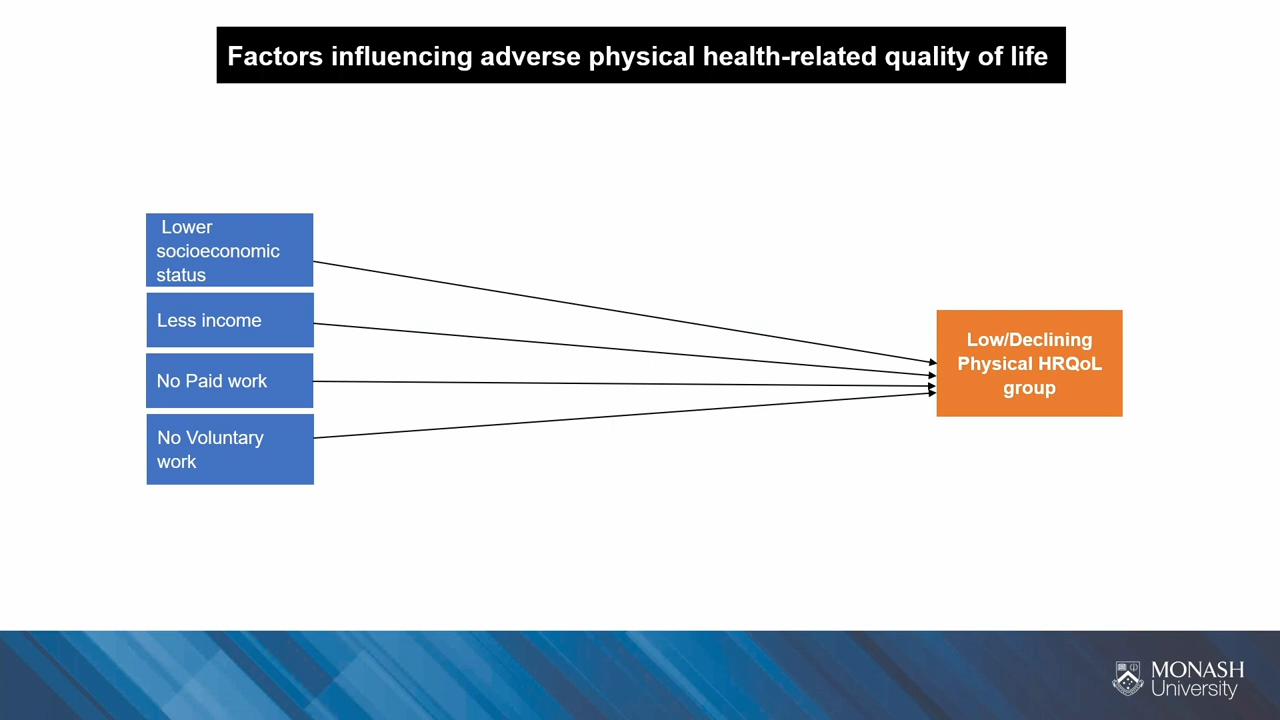 Factors influencing adverse physical health-related quality of life
Lower
socioeconomic
status
Less income
No Paid work
No Voluntary
work
Low/Declining
Physical HRQoL
group
MONASH
University